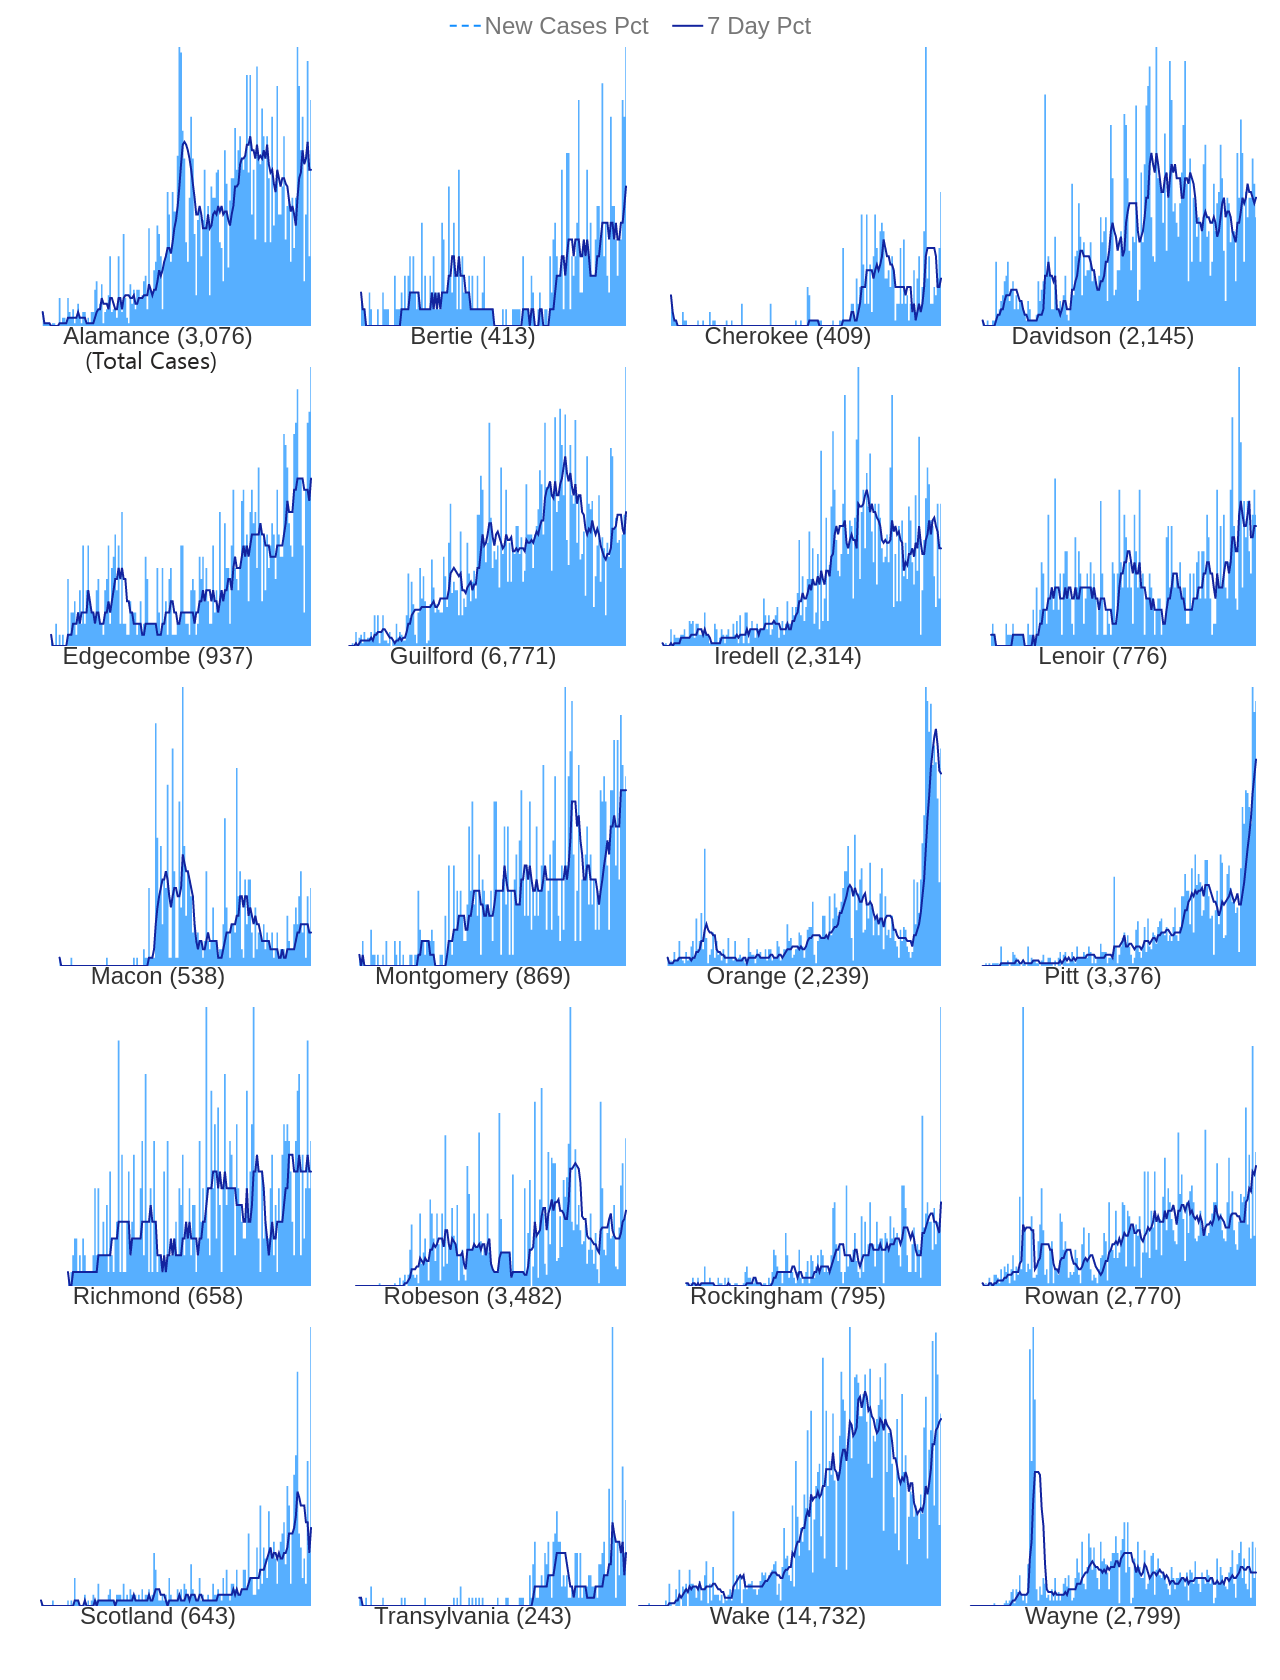 New Cases Pct 7 Day Pct
Alamance (3,076) Bertie (413) Cherokee (409) Davidson (2,145)
(Total Cases)
Edgecombe (937) Guilford (6,771) Iredell (2,314) Lenoir (776)
Macon (538) Montgomery (869) Orange (2,239) Pitt (3,376)
Richmond (658) Robeson (3,482) Rockingham (795) Rowan (2,770)
Scotland (643) Transylvania (243) Wake (14,732) Wayne (2,799)